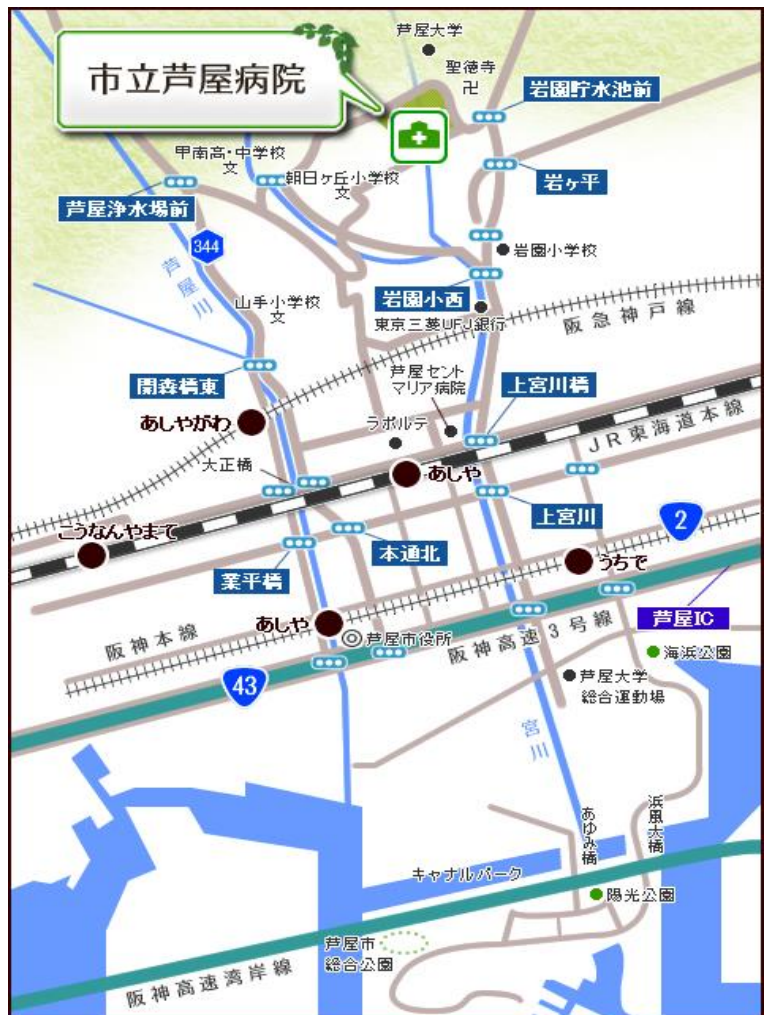 芦屋大学
市立芦屋病院
聖徳寺
卍
岩園貯水池前
甲南高・中学校
文
朝日ヶ丘小学校
文
岩ヶ平
芦屋浄水場前
344
岩園小学校
芦屋川
山手小学校
文
岩園小西
東京三菱UFJ銀行
阪急神戸線
開森橋東
芦屋セント
マリア病院
上宮川橋
あしやがわ
ラポルテ
JR東海道本線
大正橋
あしや
上宮川
2
こうなんやまて
本通北
業平橋
うちで
あしや
芦屋IC
阪神本線
芦屋市役所
阪神高速3号線
海浜公園
43
芦屋大学
総合運動場
宮川
あゆみ橋
浜風大橋
キャナルパーク
陽光公園
芦屋市
総合公園
阪神高速湾岸線